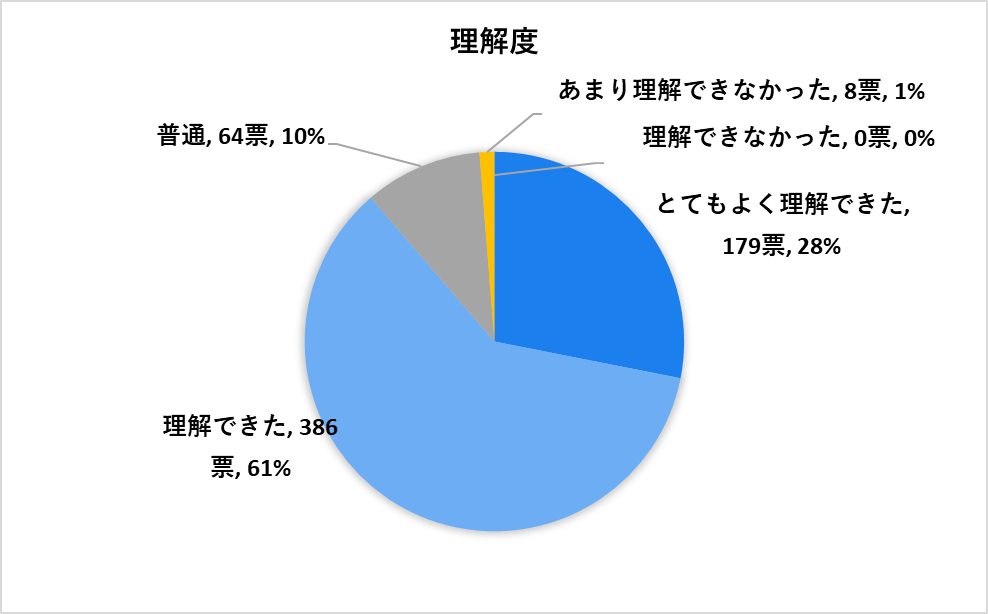 理解度
あまり理解できなかった, 8票, 1%
普通, 64票, 10%
理解できなかった, 0票, 0%
とてもよく理解できた,
179票, 28%
理解できた, 386
票, 61%